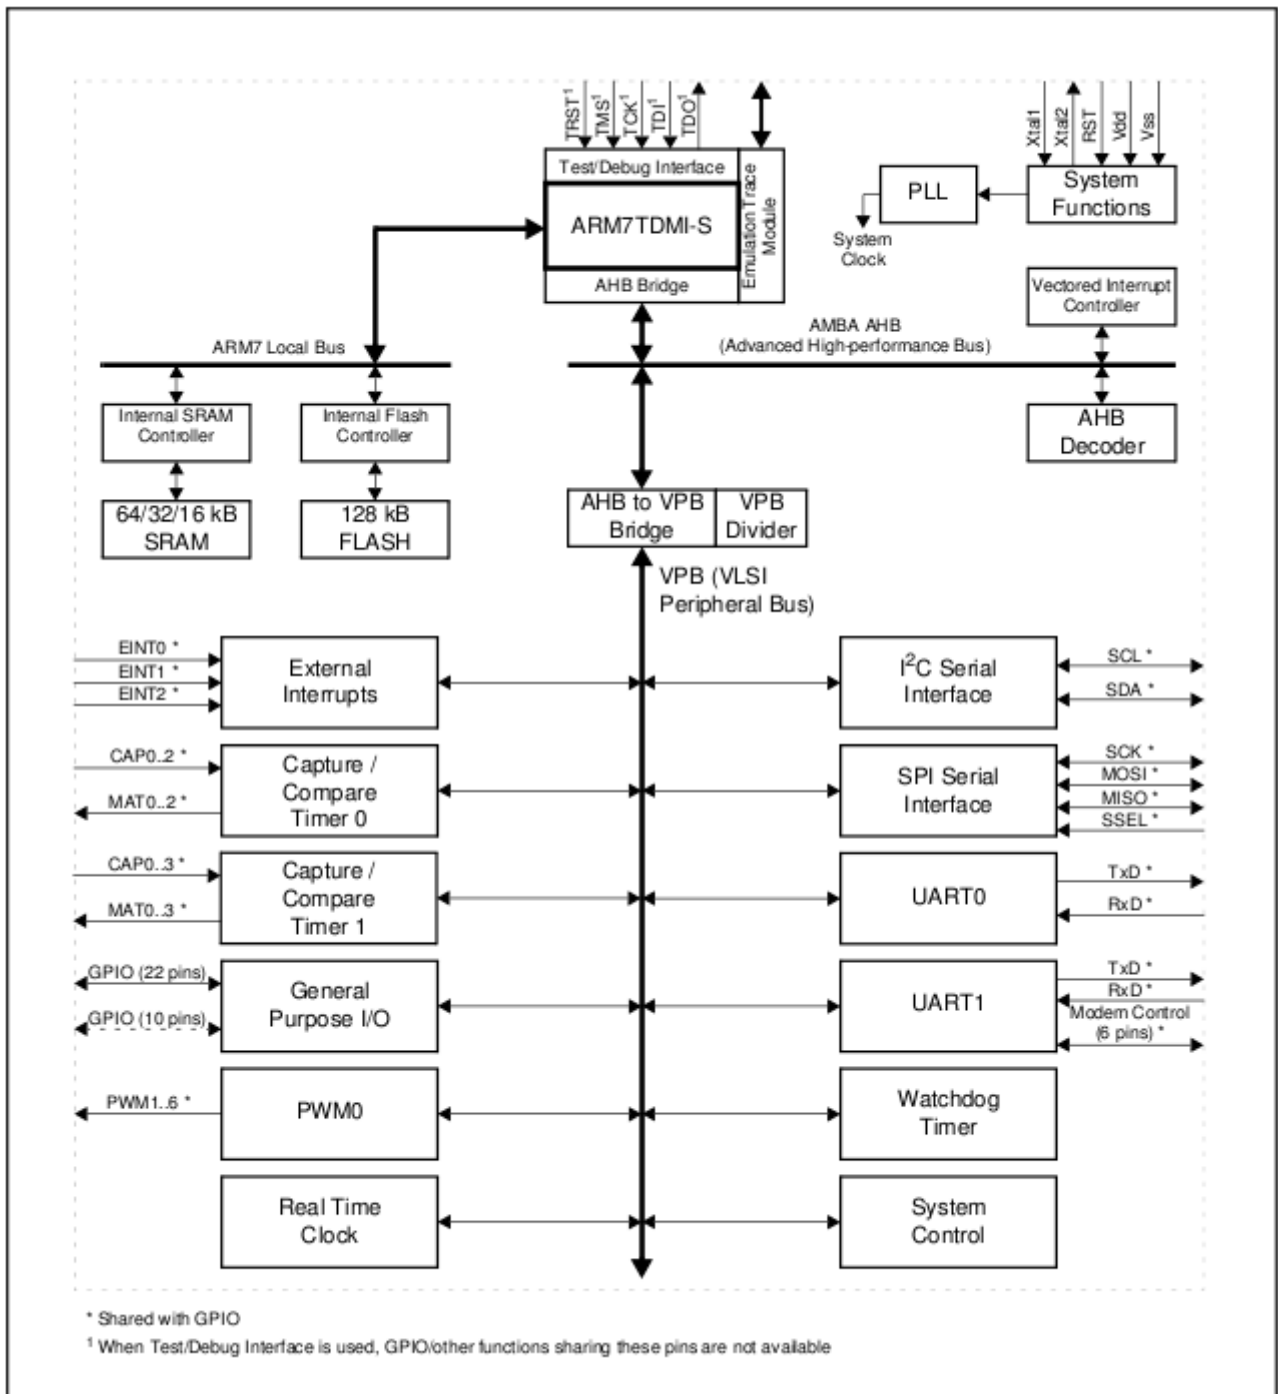 TRST¹
TMS¹
TCK¹
TDI¹
TDO¹
Xtal1
Xtal2
RST
Vdd
Vss
Test/Debug Interface
ARM7TDMI-S
AHB Bridge
Emulation Trace
Module
PLL
System
Functions
System
Clock
Vectored Interrupt
Controller
ARM7 Local Bus
AMBA AHB
(Advanced High-performance Bus)
Internal SRAM
Controller
Internal Flash
Controller
AHB
Decoder
64/32/16 kB
SRAM
128 kB
FLASH
AHB to VPB
Bridge
VPB
Divider
VPB (VLSI
Peripheral Bus)
EINT0 *
EINT1 *
EINT2 *
External
Interrupts
I²C Serial
Interface
SCL *
SDA *
CAP0..2 *
MAT0..2 *
Capture /
Compare
Timer 0
SPI Serial
Interface
SCK *
MOSI *
MISO *
SSEL *
CAP0..3 *
MAT0..3 *
Capture /
Compare
Timer 1
UART0
TxD *
RxD *
GPIO (22 pins)
GPIO (10 pins)
General
Purpose I/O
UART1
TxD *
RxD *
Modem Control
(6 pins) *
PWM1..6 *
PWM0
Watchdog
Timer
Real Time
Clock
System
Control
* Shared with GPIO
¹ When Test/Debug Interface is used, GPIO/other functions sharing these pins are not available